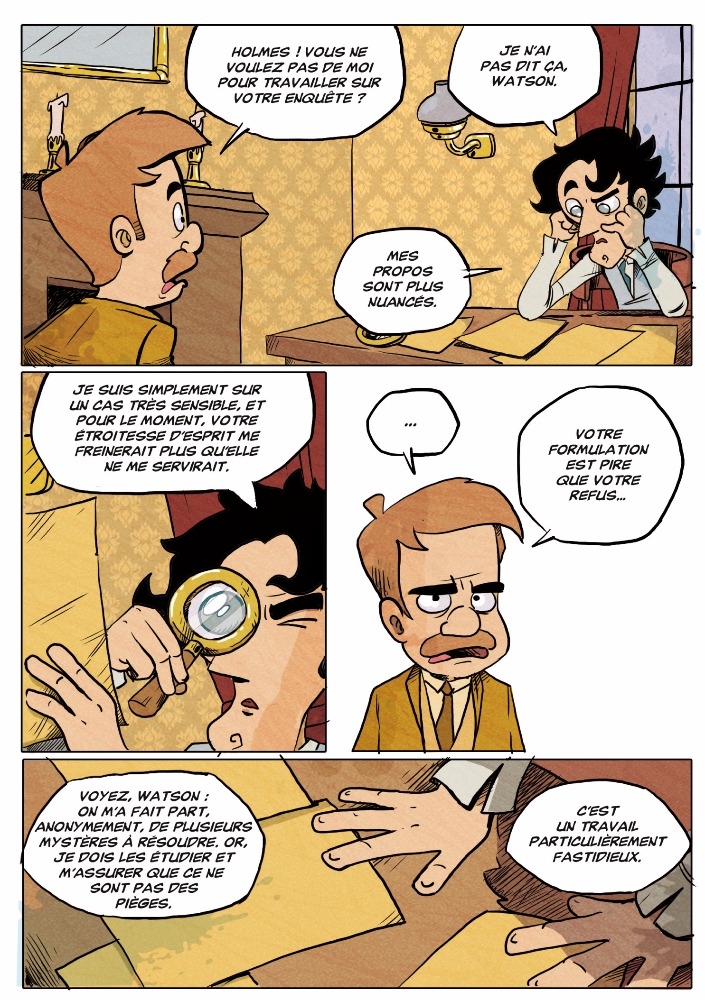 HOLMES ! VOUS NE
VOULEZ PAS DE MOI
POUR TRAVAILLER SUR
VOTRE ENQUÊTE ?
JE N'AI
PAS DIT ÇA,
WATSON.
MES
PROPOS
SONT PLUS
NUANCÉS.
JE SUIS SIMPLEMENT SUR
UN CAS TRÈS SENSIBLE, ET
POUR LE MOMENT, VOTRE
ÉTROITESSE D'ESPRIT ME
FREINERAIT PLUS QU'ELLE
NE ME SERVIRAIT.
...
VOTRE
FORMULATION
EST PIRE
QUE VOTRE
REFUS...
VOYEZ, WATSON :
ON M'A FAIT PART,
ANONYMEMENT, DE PLUSIEURS
MYSTÈRES À RÉSOUDRE. OR,
JE DOIS LES ÉTUDIER ET
M'ASSURER QUE CE NE
SONT PAS DES
PIÈGES.
C'EST
UN TRAVAIL
PARTICULIÈREMENT
FASTIDIEUX.